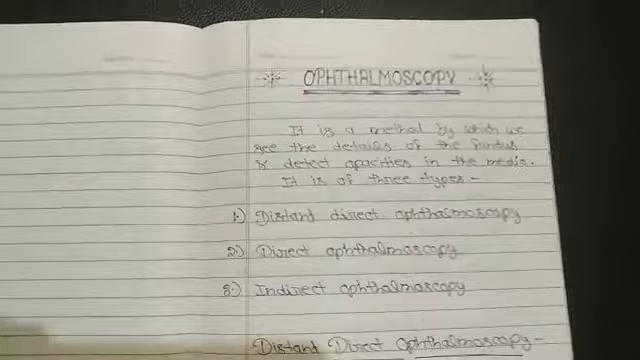 OPHTHALMOSCOPY
It is a method by which we
see the details of the fundus
& detect opacities in the media.
It is of three types -
1.) Distant direct ophthalmoscopy
2.) Direct ophthalmoscopy
3.) Indirect ophthalmoscopy
Distant Direct Ophthalmoscopy -